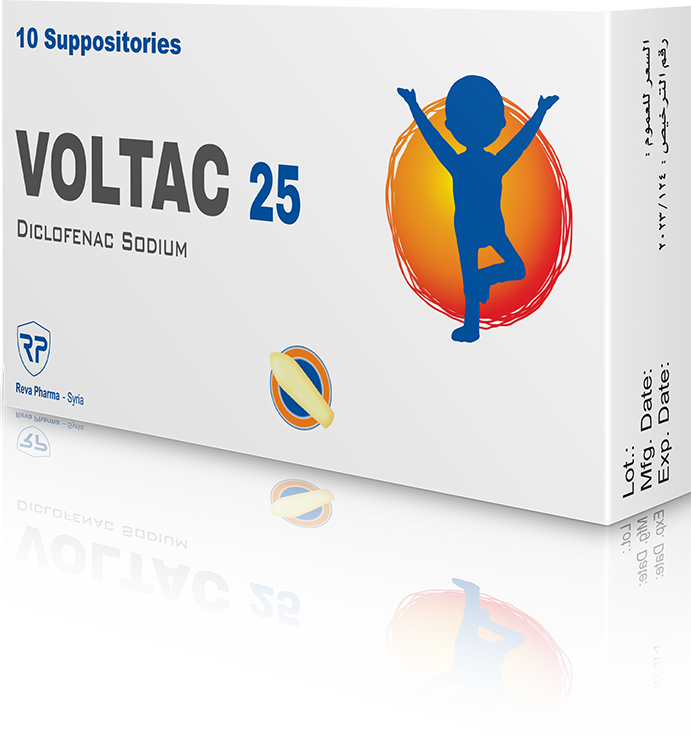 10 Suppositories
VOLTAC 25
DICLOFENAC SODIUM
RP
Reva Pharma - Syria
السعر للعموم :
رقم الترخيص : ٢٠٢٣/١٢٤
Lot.:
Mfg. Date:
Exp. Date: